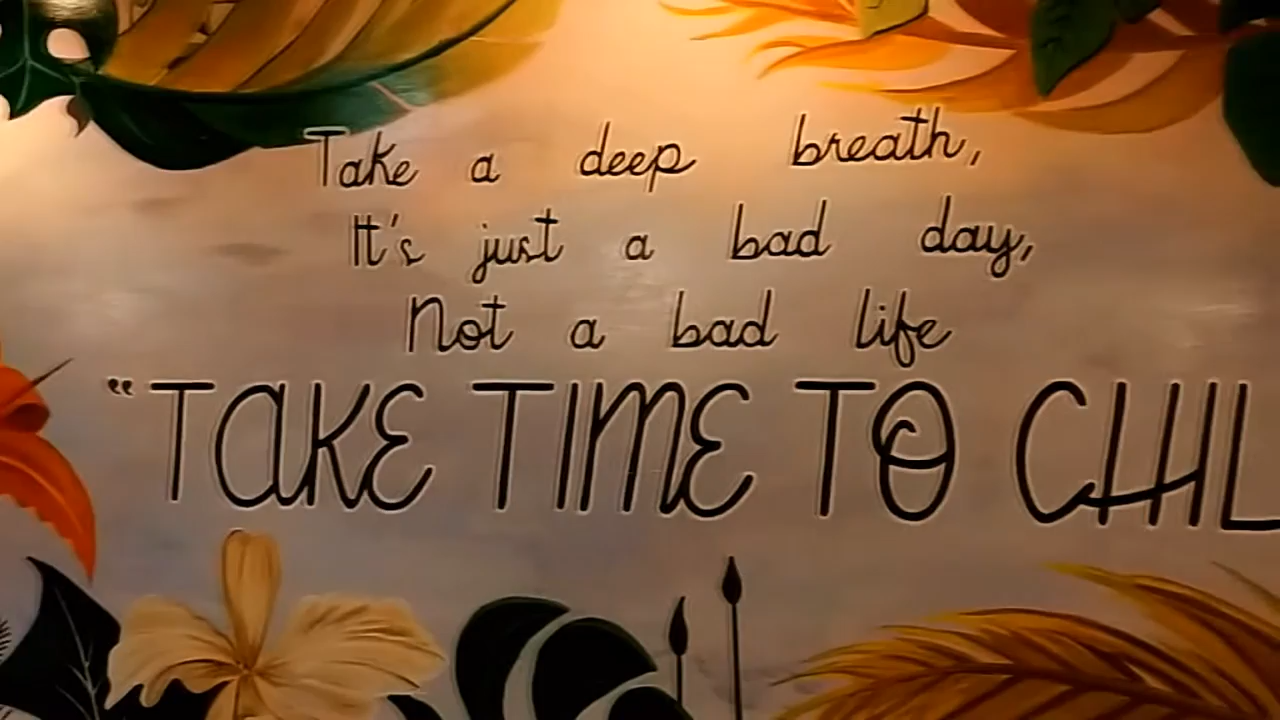 Take a deep breath,
It's just a bad day,
Not a bad life
“TAKE TIME TO CHIL